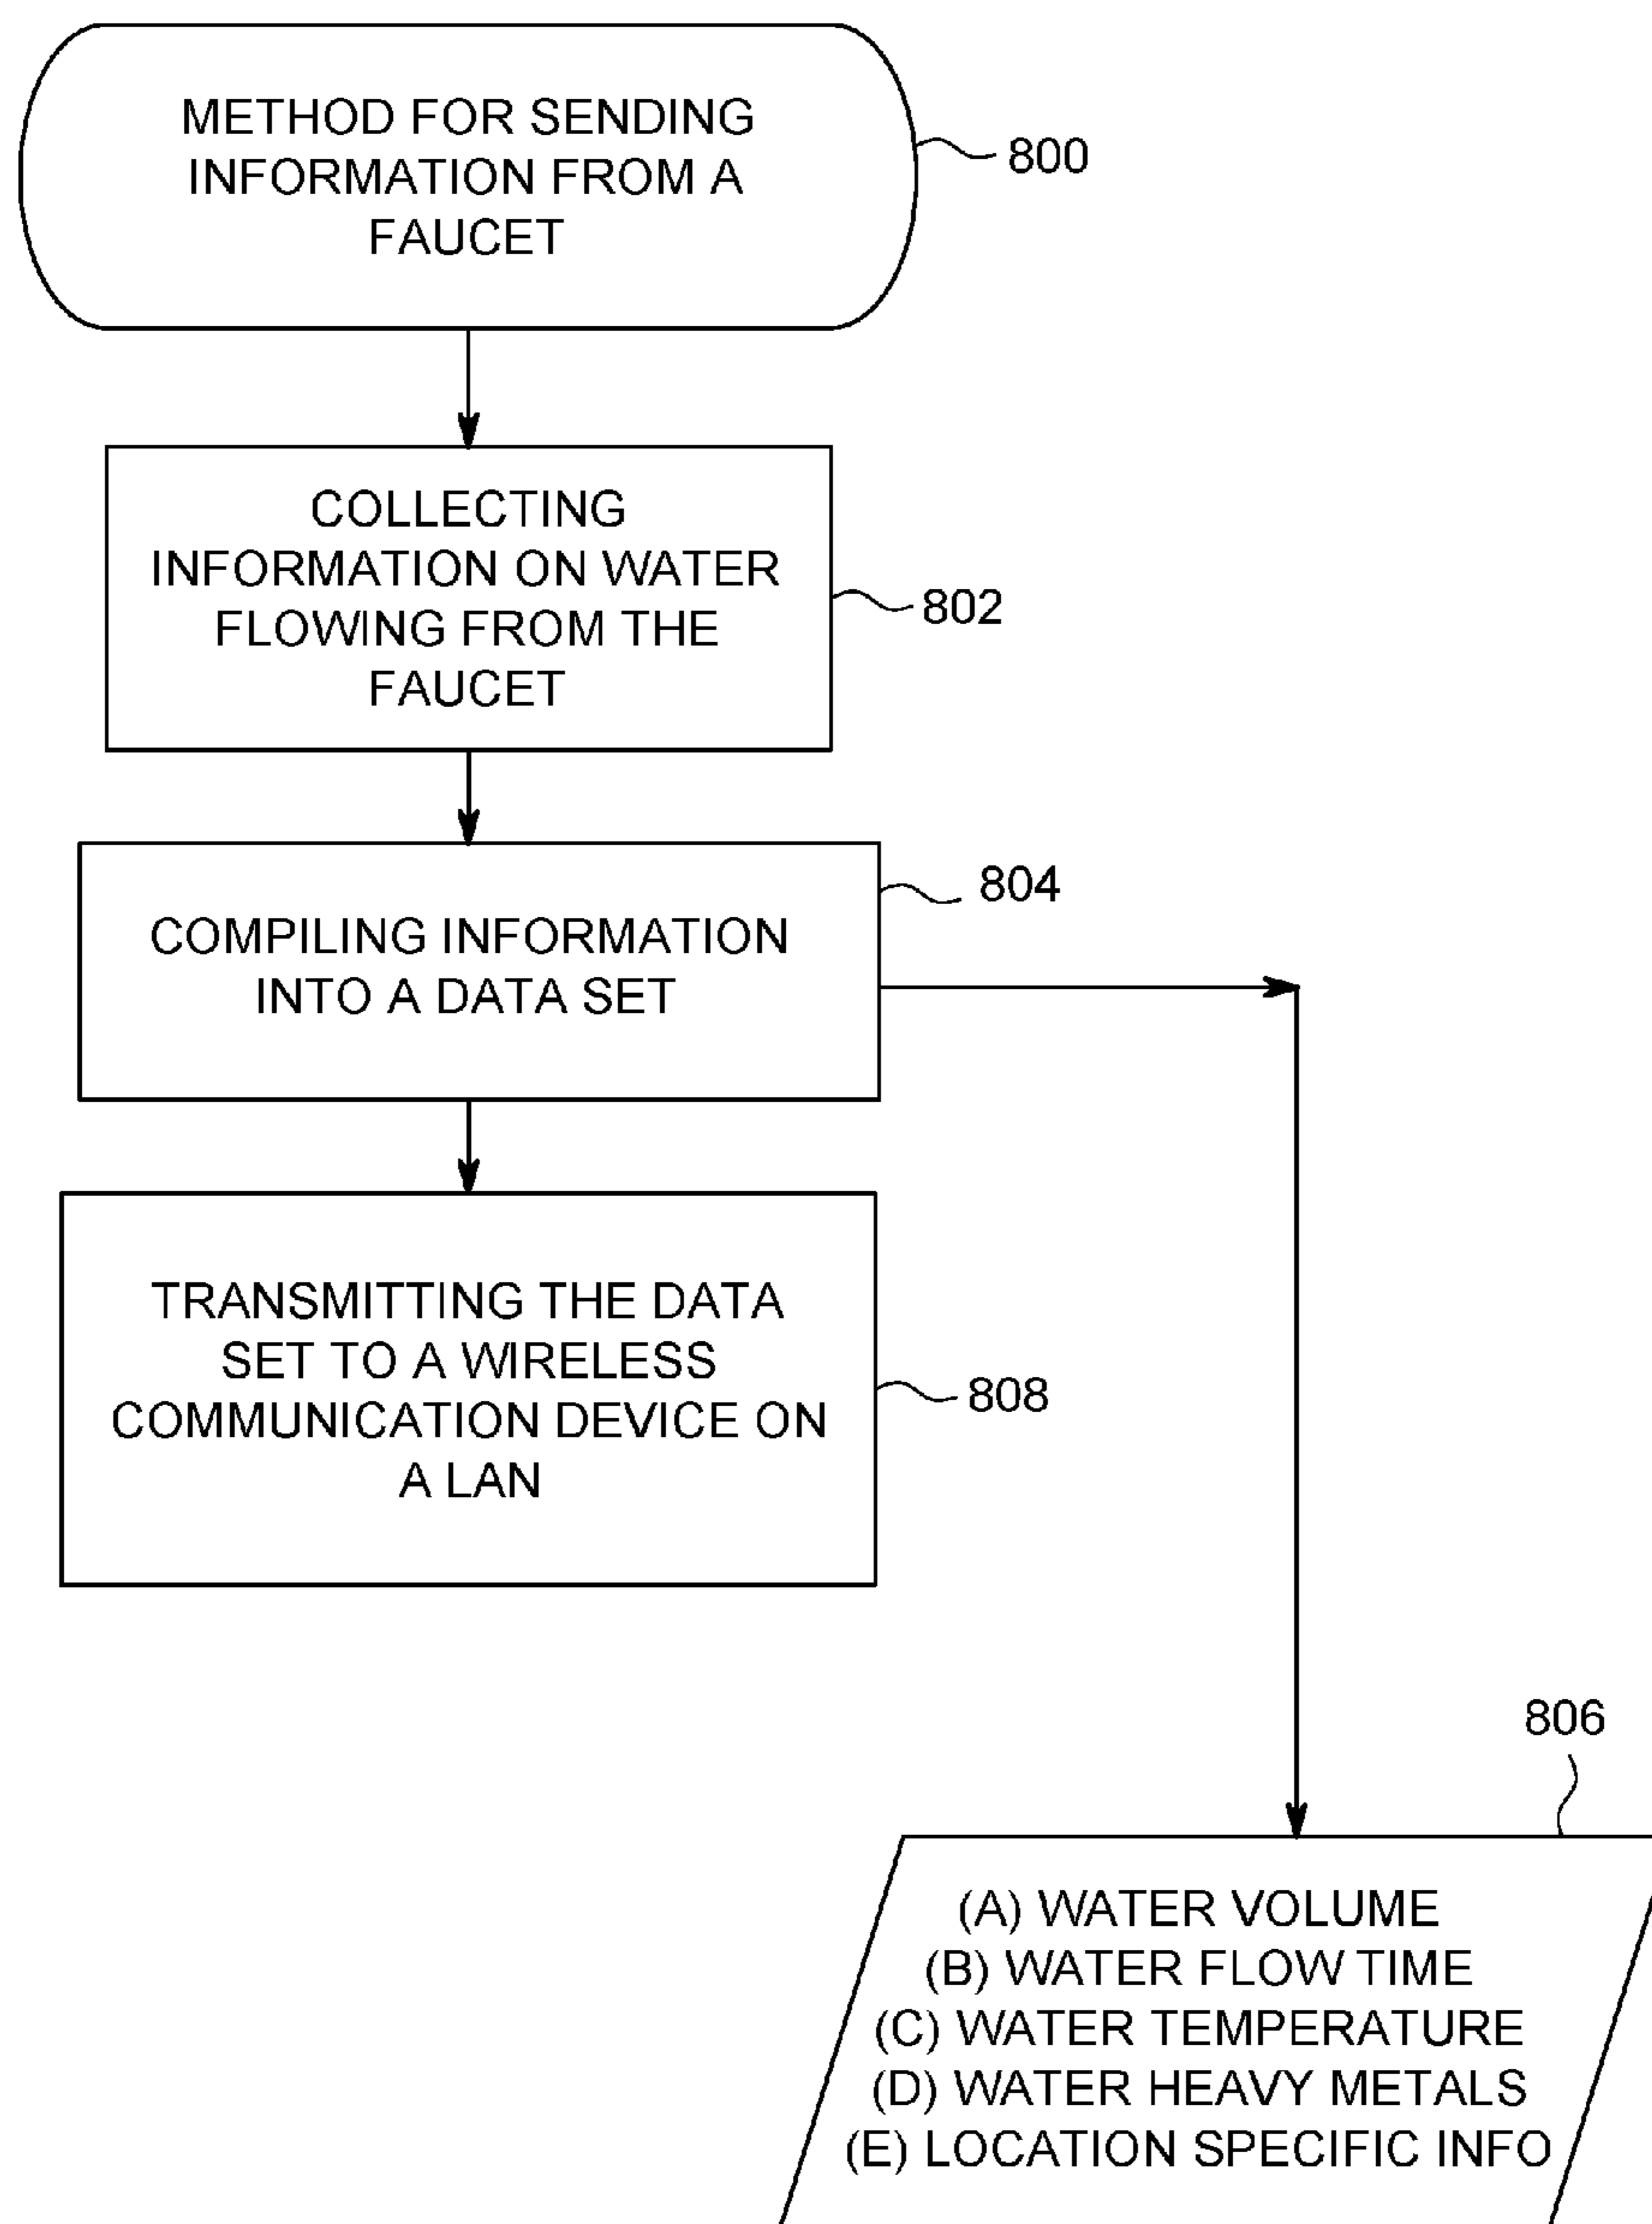 METHOD FOR SENDING
INFORMATION FROM A
FAUCET
800
COLLECTING
INFORMATION ON WATER
FLOWING FROM THE
FAUCET
802
COMPILING INFORMATION
INTO A DATA SET
804
TRANSMITTING THE DATA
SET TO A WIRELESS
COMMUNICATION DEVICE ON
A LAN
808
806
(A) WATER VOLUME
(B) WATER FLOW TIME
(C) WATER TEMPERATURE
(D) WATER HEAVY METALS
(E) LOCATION SPECIFIC INFO